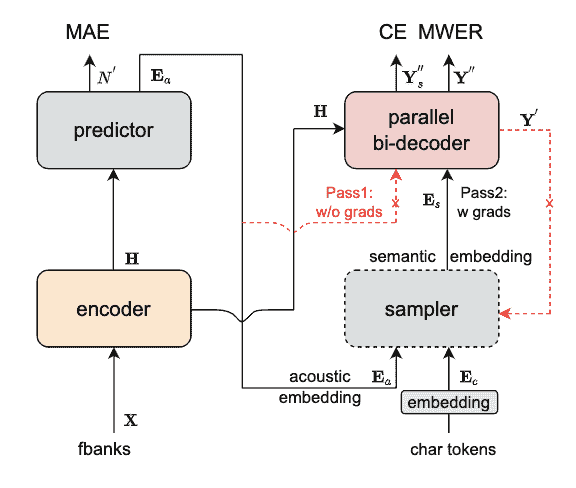 MAE
CE MWER
N′
E_a
Y″_s
Y″
predictor
parallel
bi-decoder
H
Y′
Pass1:
w/o grads
E_s
Pass2:
w grads
H
semantic embedding
encoder
sampler
acoustic
embedding
E_a
E_c
embedding
X
fbanks
char tokens